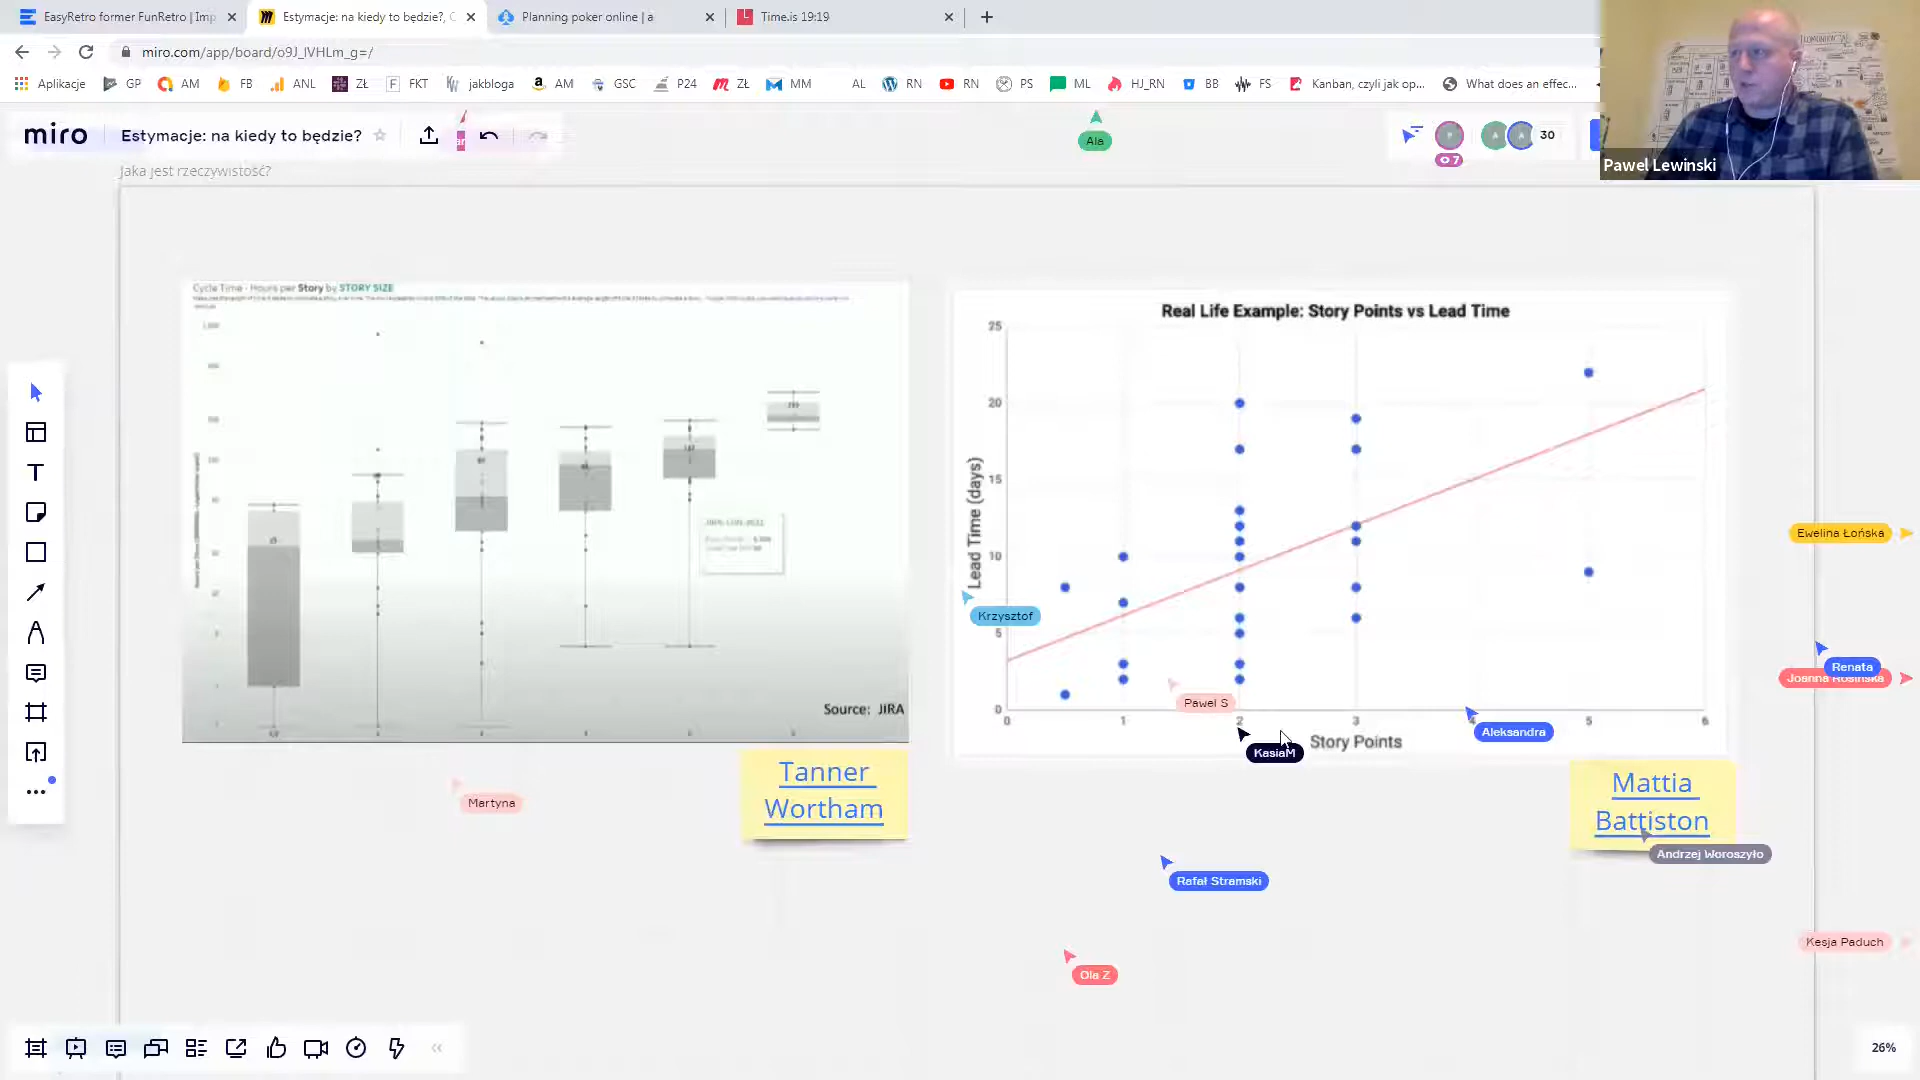 EasyRetro former FunRetro | Imp
Estymacje: na kiedy to będzie?, C
Planning poker online | a
Time.is 19:19
miro.com/app/board/o9J_lVHLm_g=/
Aplikacje GP AM FB ANL ZŁ FKT jakbloga AM GSC P24 ZŁ MM AL RN RN PS ML HJ_RN BB FS Kanban, czyli jak op... What does an effec...
miro Estymacje: na kiedy to będzie?
Ala
30
7
Pawel Lewinski
Jaka jest rzeczywistość?
Cycle Time - Hours per Story by STORY SIZE
Source: JIRA
Real Life Example: Story Points vs Lead Time
25
20
15
10
5
0
Lead Time (days)
0 1 2 3 4 5 6
Story Points
Krzysztof
Pawel S
KasiaM
Aleksandra
Ewelina Łońska
Renata
Joanna Rosińska
Martyna
Tanner
Wortham
Mattia
Battiston
Andrzej Woroszyło
Rafał Stramski
Kesja Paduch
Ola Z
26%